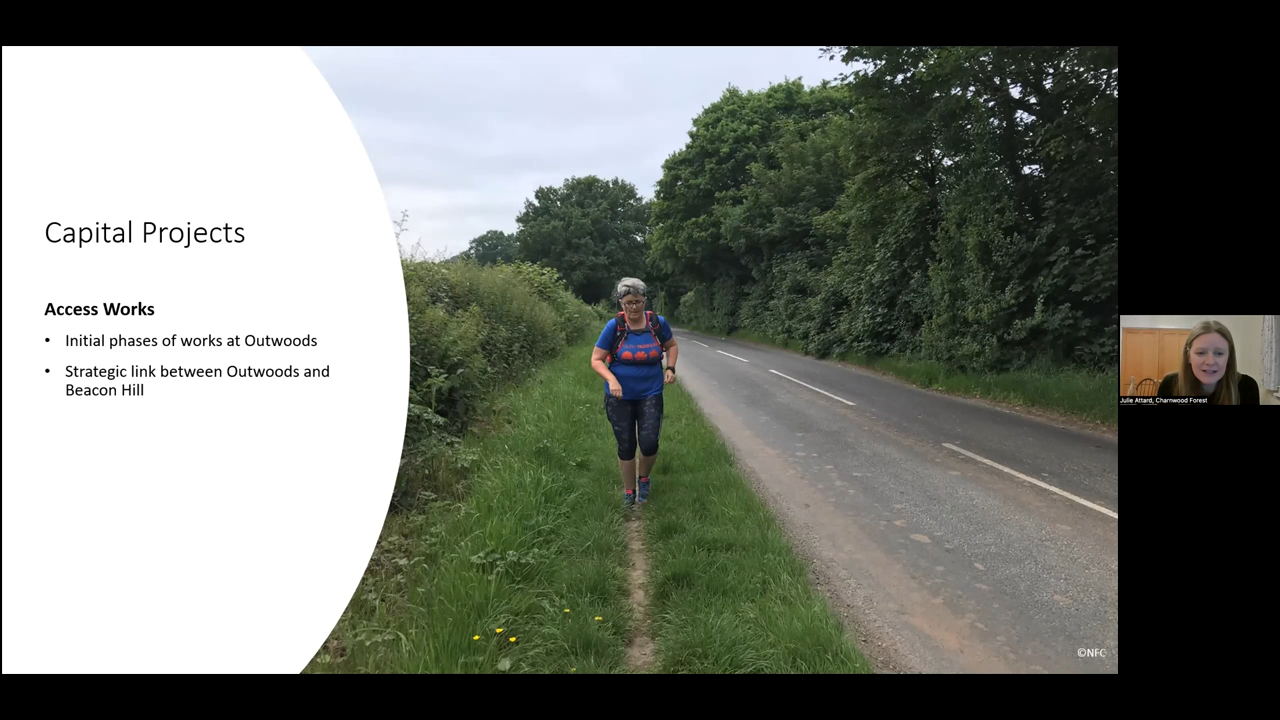 Capital Projects
Access Works
• Initial phases of works at Outwoods
• Strategic link between Outwoods and
Beacon Hill
Julie Attard, Charnwood Forest
©NFC